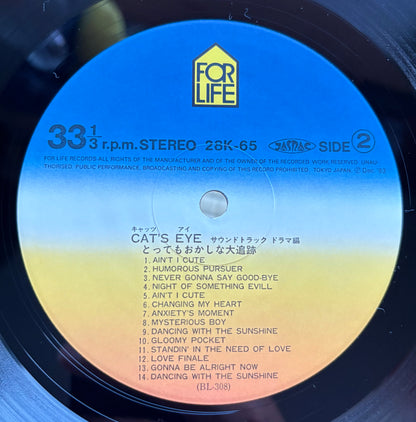 FOR
LIFE
33 1/3 r.p.m. STEREO 28K-65 JASRAC SIDE 2
FOR LIFE RECORDS ALL RIGHTS OF THE MANUFACTURER AND OF THE OWNER OF THE RECORDED WORK RESERVED. UNAU-
THORISED. PUBLIC PERFORMANCE, BROADCASTING AND COPYING OF THIS RECORD PROHIBITED. TOKYO JAPAN. Ⓟ Dec. '83
キャッツ アイ
CAT'S EYE サウンドトラック ドラマ編
とってもおかしな大追跡
1. AIN'T I CUTE
2. HUMOROUS PURSUER
3. NEVER GONNA SAY GOOD-BYE
4. NIGHT OF SOMETHING EVILL
5. AIN'T I CUTE
6. CHANGING MY HEART
7. ANXIETY'S MOMENT
8. MYSTERIOUS BOY
9. DANCING WITH THE SUNSHINE
10. GLOOMY POCKET
11. STANDIN' IN THE NEED OF LOVE
12. LOVE FINALE
13. GONNA BE ALRIGHT NOW
14. DANCING WITH THE SUNSHINE
(BL-308)